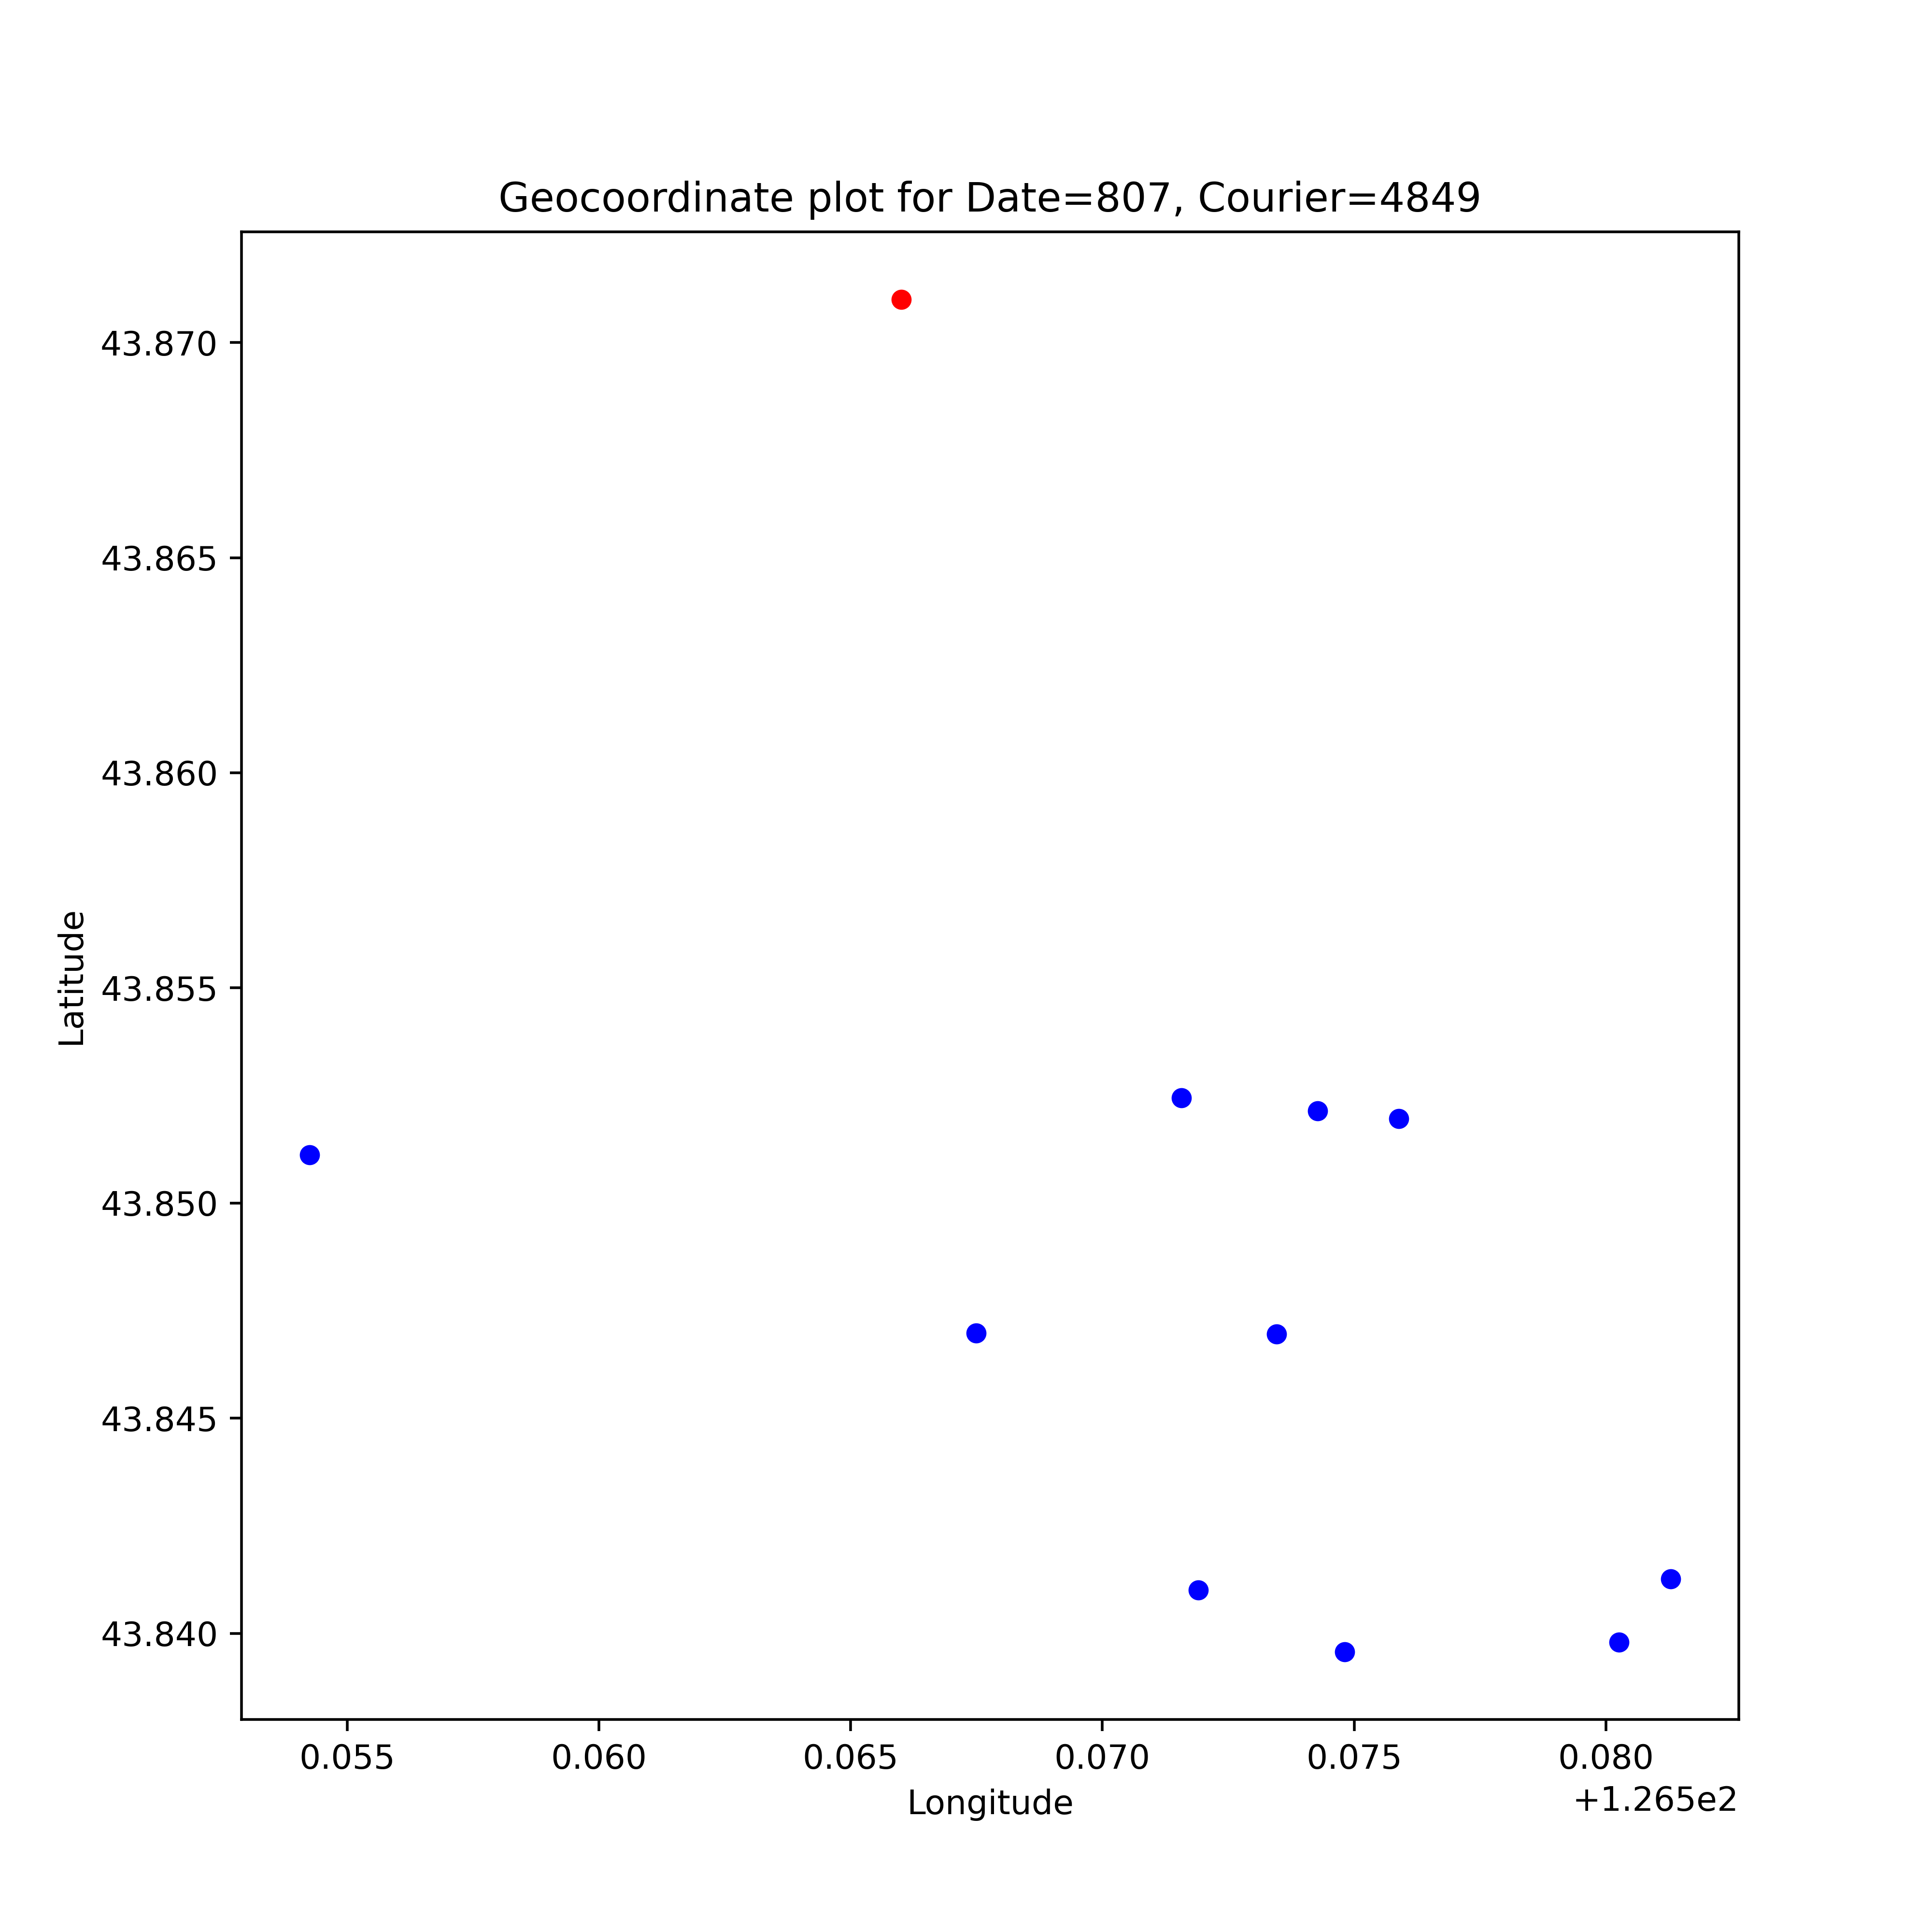 Geocoordinate plot for Date=807, Courier=4849
43.870
43.865
43.860
43.855
43.850
43.845
43.840
Latitude
0.055 0.060 0.065 0.070 0.075 0.080
+1.265e2
Longitude